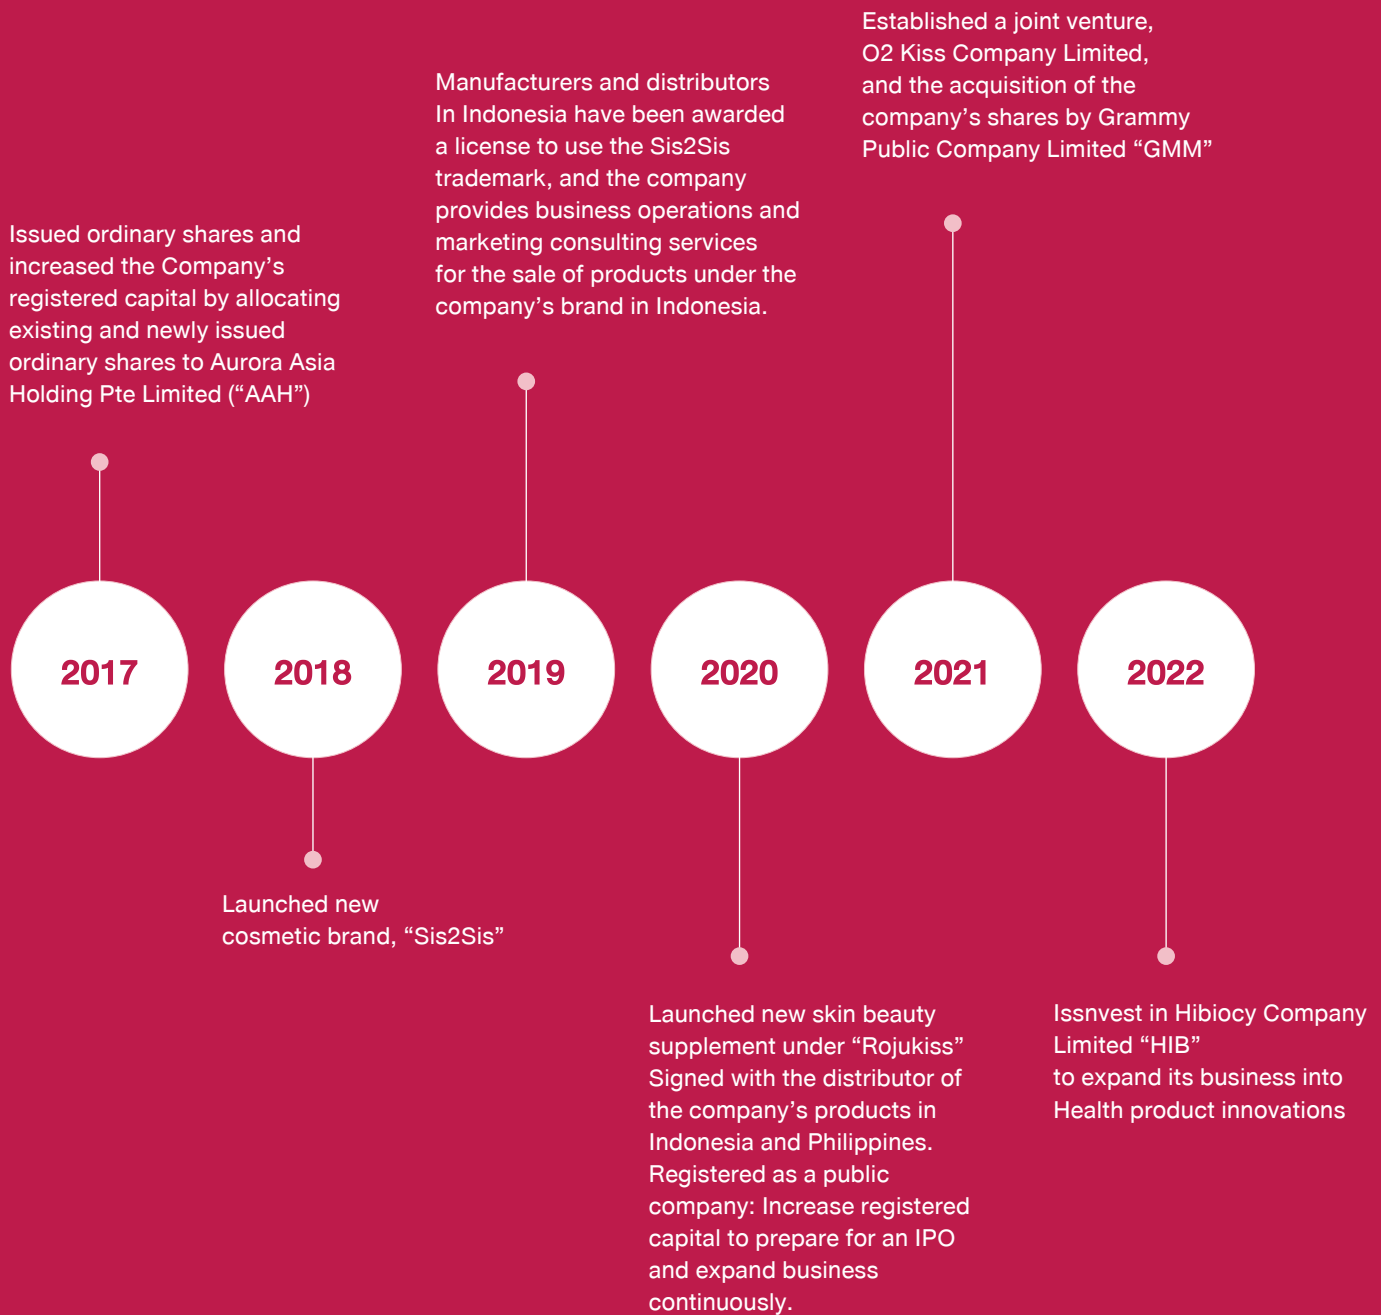 Issued ordinary shares and
increased the Company’s
registered capital by allocating
existing and newly issued
ordinary shares to Aurora Asia
Holding Pte Limited (“AAH”)
2017
2018
Launched new
cosmetic brand, “Sis2Sis”
Manufacturers and distributors
In Indonesia have been awarded
a license to use the Sis2Sis
trademark, and the company
provides business operations and
marketing consulting services
for the sale of products under the
company’s brand in Indonesia.
2019
2020
Launched new skin beauty
supplement under “Rojukiss”
Signed with the distributor of
the company’s products in
Indonesia and Philippines.
Registered as a public
company: Increase registered
capital to prepare for an IPO
and expand business
continuously.
Established a joint venture,
O2 Kiss Company Limited,
and the acquisition of the
company’s shares by Grammy
Public Company Limited “GMM”
2021
2022
Issnvest in Hibiocy Company
Limited “HIB”
to expand its business into
Health product innovations